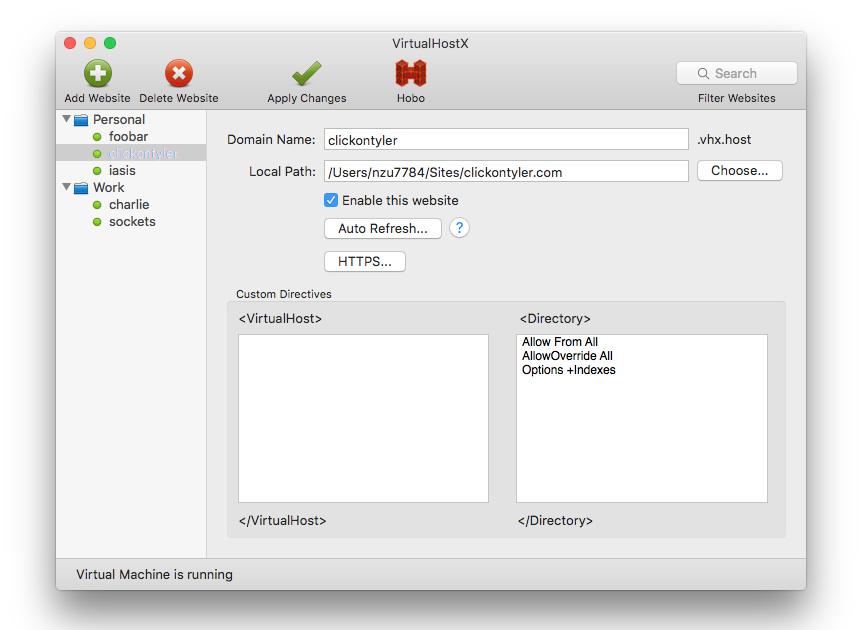 VirtualHostX
Add Website Delete Website Apply Changes Hobo Search
Filter Websites
Personal
foobar
clickontyler
iasis
Work
charlie
sockets
Domain Name: clickontyler .vhx.host
Local Path: /Users/nzu7784/Sites/clickontyler.com Choose...
Enable this website
Auto Refresh... ?
HTTPS...
Custom Directives
<VirtualHost> <Directory>
Allow From All
AllowOverride All
Options +Indexes
</VirtualHost> </Directory>
Virtual Machine is running